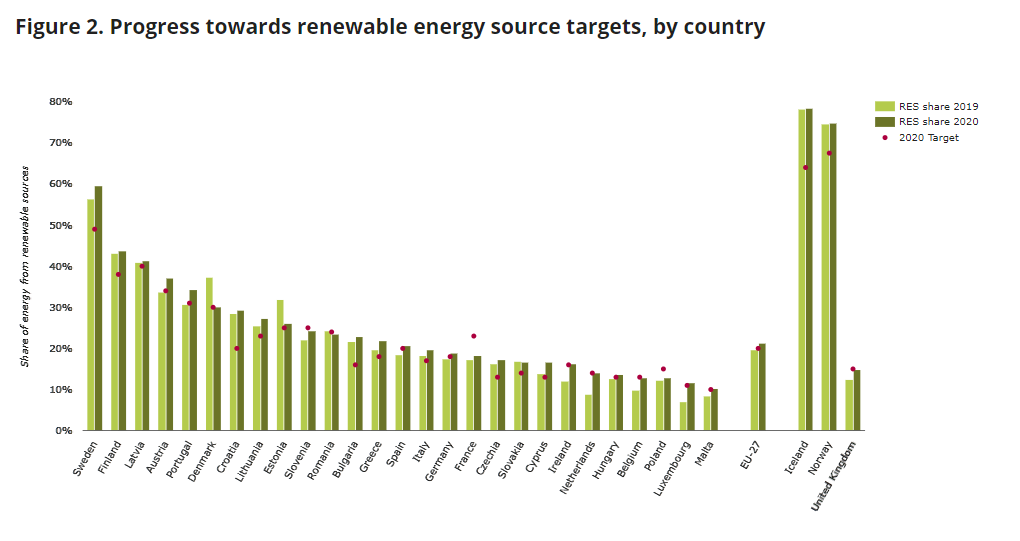 Figure 2. Progress towards renewable energy source targets, by country
80%
70%
60%
50%
40%
30%
20%
10%
0%
Share of energy from renewable sources
RES share 2019
RES share 2020
2020 Target
Sweden
Finland
Latvia
Austria
Portugal
Denmark
Croatia
Lithuania
Estonia
Slovenia
Romania
Bulgaria
Greece
Spain
Italy
Germany
France
Czechia
Slovakia
Cyprus
Ireland
Netherlands
Hungary
Belgium
Poland
Luxembourg
Malta
EU-27
Iceland
Norway
United Kingdom